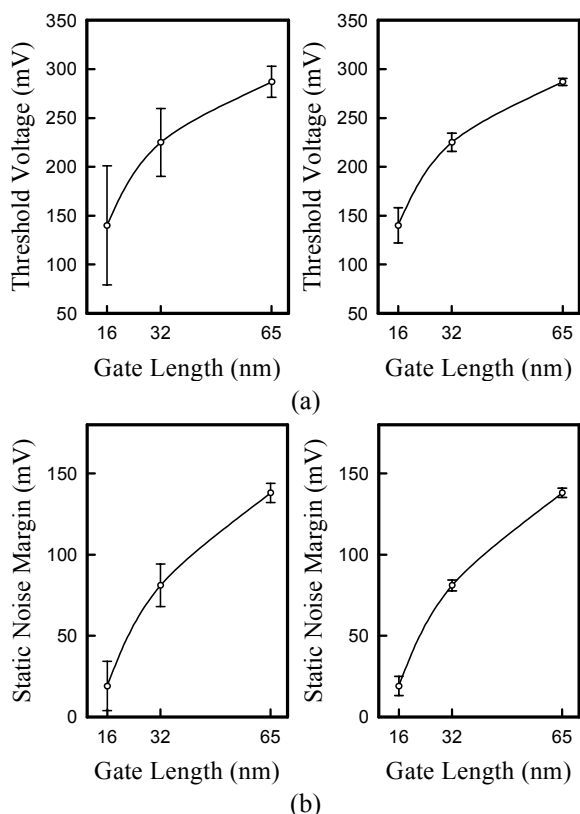 Threshold Voltage (mV)
350
300
250
200
150
100
50
16 32 65
Gate Length (nm)
Threshold Voltage (mV)
350
300
250
200
150
100
50
16 32 65
Gate Length (nm)
(a)
Static Noise Margin (mV)
150
100
50
0
16 32 65
Gate Length (nm)
Static Noise Margin (mV)
150
100
50
0
16 32 65
Gate Length (nm)
(b)